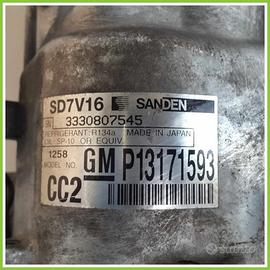 SD7V16 SANDEN
S/N 3330807545
REFRIGERANT: R134a MADE IN JAPAN
OIL: SP-10 OR EQUIV.
1258
MODEL NO. GM P13171593
CC2
subito